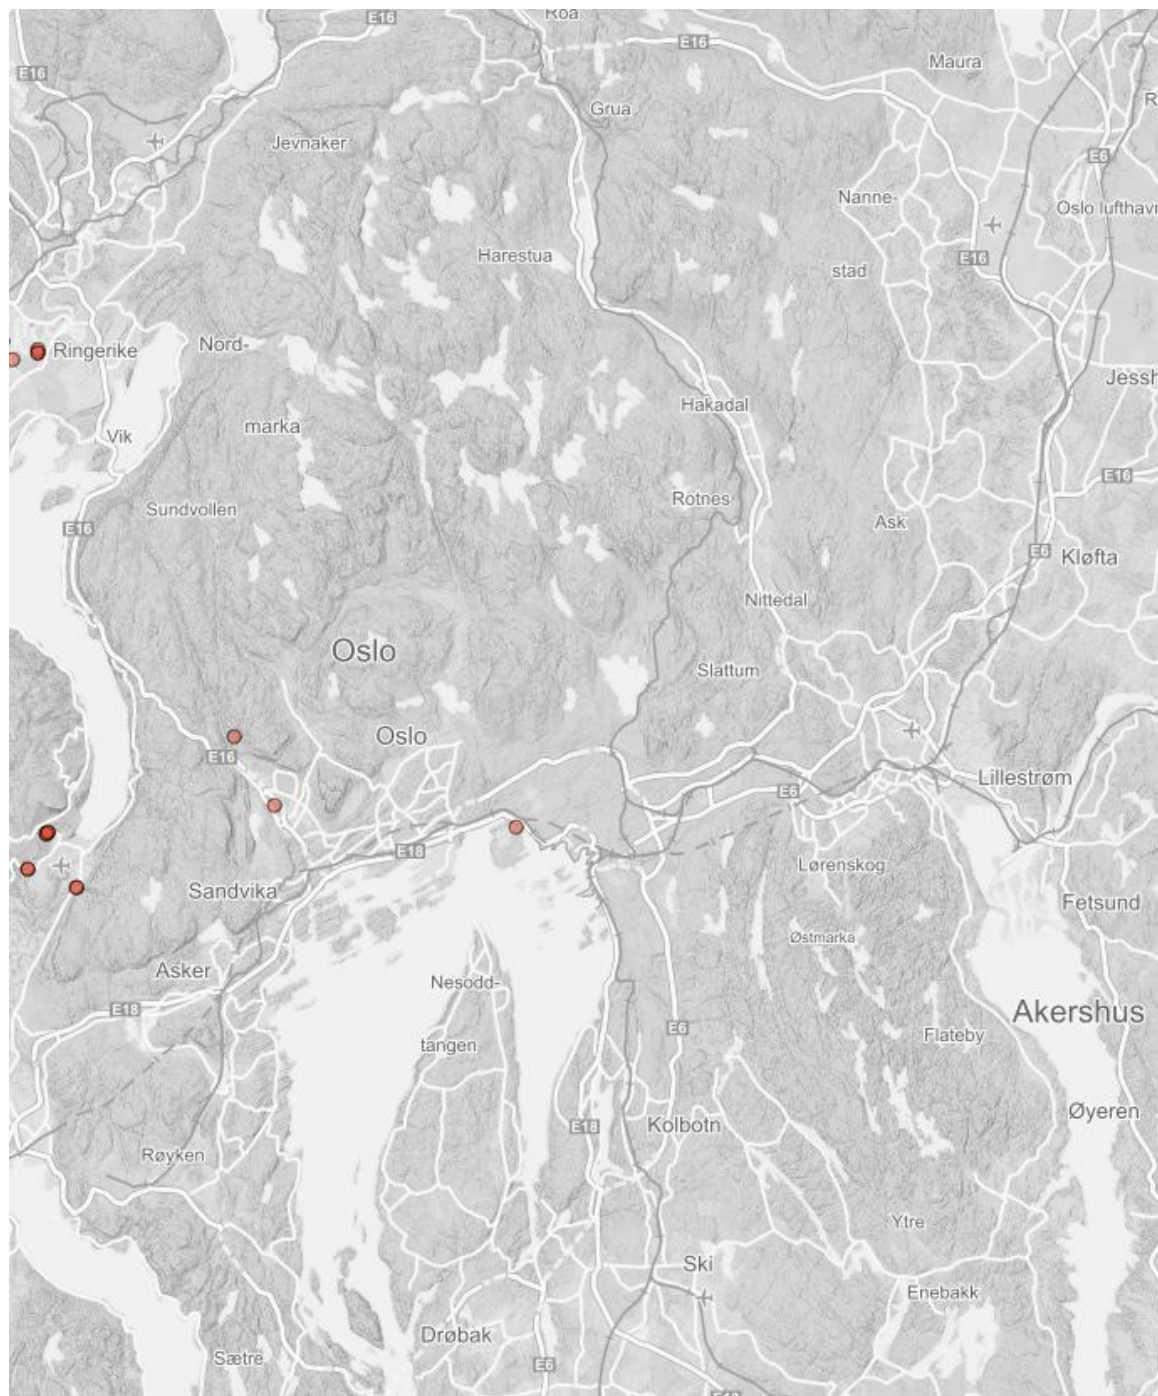 Roa
E16
E16
Maura
E16
Grua
Jevnaker
E6
Nanne-
Oslo lufthavn
Harestua
E16
stad
Nord-
Ringerike
Jessh
Hakadal
marka
Vik
E16
Rotnes
Sundvollen
Ask
E16
E6
Kløfta
Nittedal
Oslo
Slattum
Oslo
E16
Lillestrøm
E6
E18
Lørenskog
Sandvika
Fetsund
Østmarka
Asker
Nesodd-
E18
Akershus
E6
Flateby
tangen
Øyeren
E18
Kolbotn
Røyken
Ytre
Ski
Enebakk
Drøbak
Sætre
E6
E18